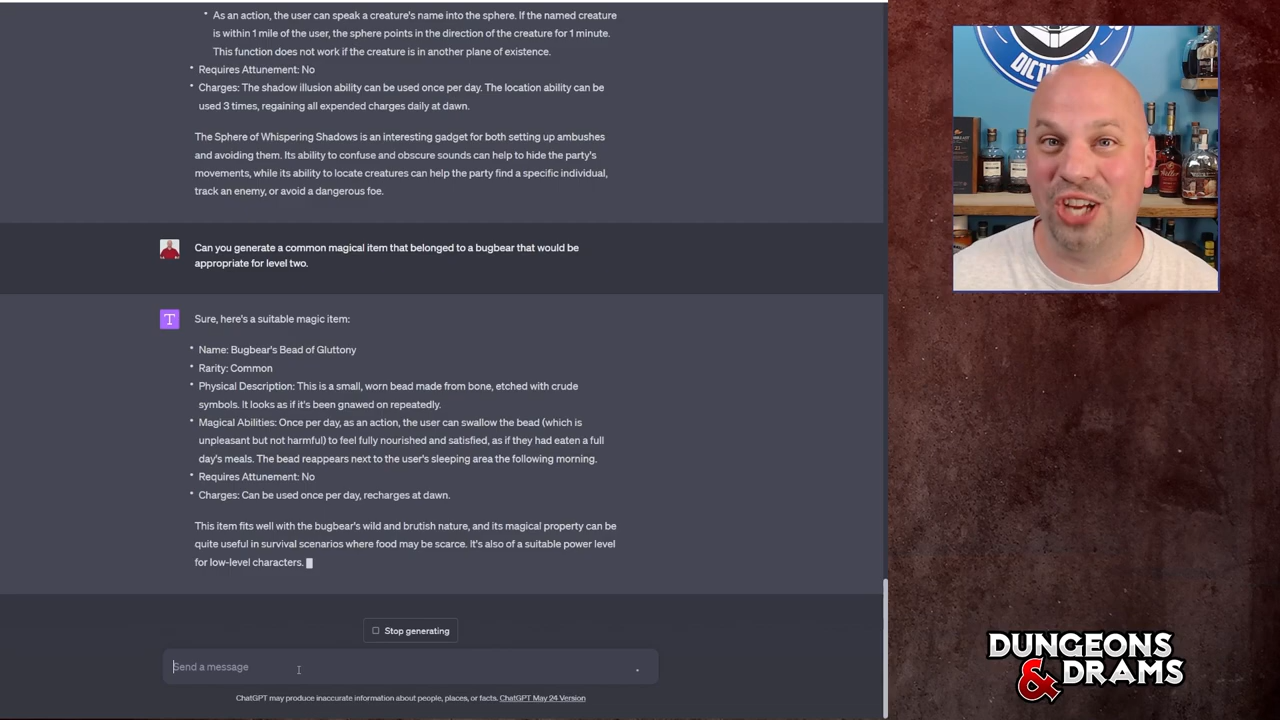 As an action, the user can speak a creature's name into the sphere. If the named creature
is within 1 mile of the user, the sphere points in the direction of the creature for 1 minute.
This function does not work if the creature is in another plane of existence.
Requires Attunement: No
Charges: The shadow illusion ability can be used once per day. The location ability can be
used 3 times, regaining all expended charges daily at dawn.
The Sphere of Whispering Shadows is an interesting gadget for both setting up ambushes
and avoiding them. Its ability to confuse and obscure sounds can help to hide the party's
movements, while its ability to locate creatures can help the party find a specific individual,
track an enemy, or avoid a dangerous foe.
Can you generate a common magical item that belonged to a bugbear that would be
appropriate for level two.
T
Sure, here's a suitable magic item:
Name: Bugbear's Bead of Gluttony
Rarity: Common
Physical Description: This is a small, worn bead made from bone, etched with crude
symbols. It looks as if it's been gnawed on repeatedly.
Magical Abilities: Once per day, as an action, the user can swallow the bead (which is
unpleasant but not harmful) to feel fully nourished and satisfied, as if they had eaten a full
day's meals. The bead reappears next to the user's sleeping area the following morning.
Requires Attunement: No
Charges: Can be used once per day, recharges at dawn.
This item fits well with the bugbear's wild and brutish nature, and its magical property can be
quite useful in survival scenarios where food may be scarce. It's also of a suitable power level
for low-level characters.
Stop generating
Send a message
ChatGPT may produce inaccurate information about people, places, or facts. ChatGPT May 24 Version
DUNGEONS
& DRAMS